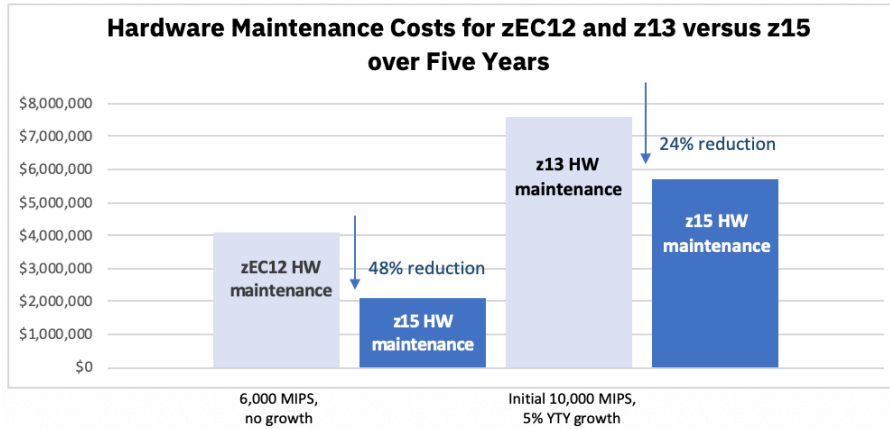 Hardware Maintenance Costs for zEC12 and z13 versus z15
over Five Years
$8,000,000
$7,000,000
$6,000,000
$5,000,000
$4,000,000
$3,000,000
$2,000,000
$1,000,000
$0
zEC12 HW
maintenance
48% reduction
z15 HW
maintenance
z13 HW
maintenance
24% reduction
z15 HW
maintenance
6,000 MIPS,
no growth
Initial 10,000 MIPS,
5% YTY growth